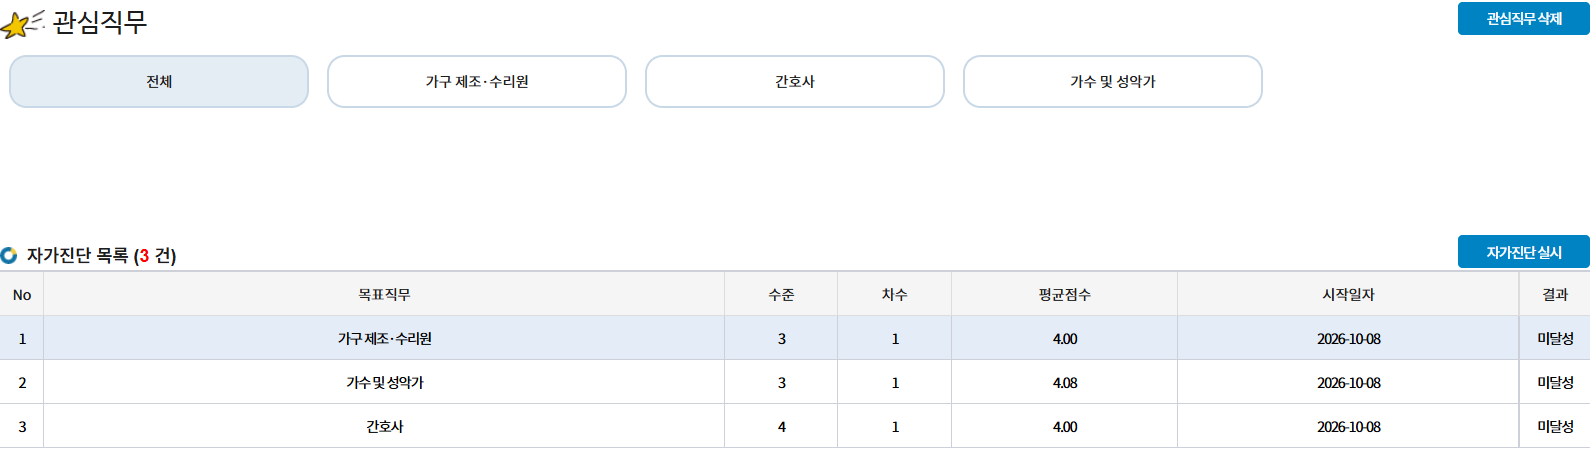 관심직무 관심직무 삭제
전체 가구 제조·수리원 간호사 가수 및 성악가
자가진단 목록 (3 건) 자가진단 실시
No 목표직무 수준 차수 평균점수 시작일자 결과
1 가구 제조·수리원 3 1 4.00 2026-10-08 미달성
2 가수 및 성악가 3 1 4.08 2026-10-08 미달성
3 간호사 4 1 4.00 2026-10-08 미달성